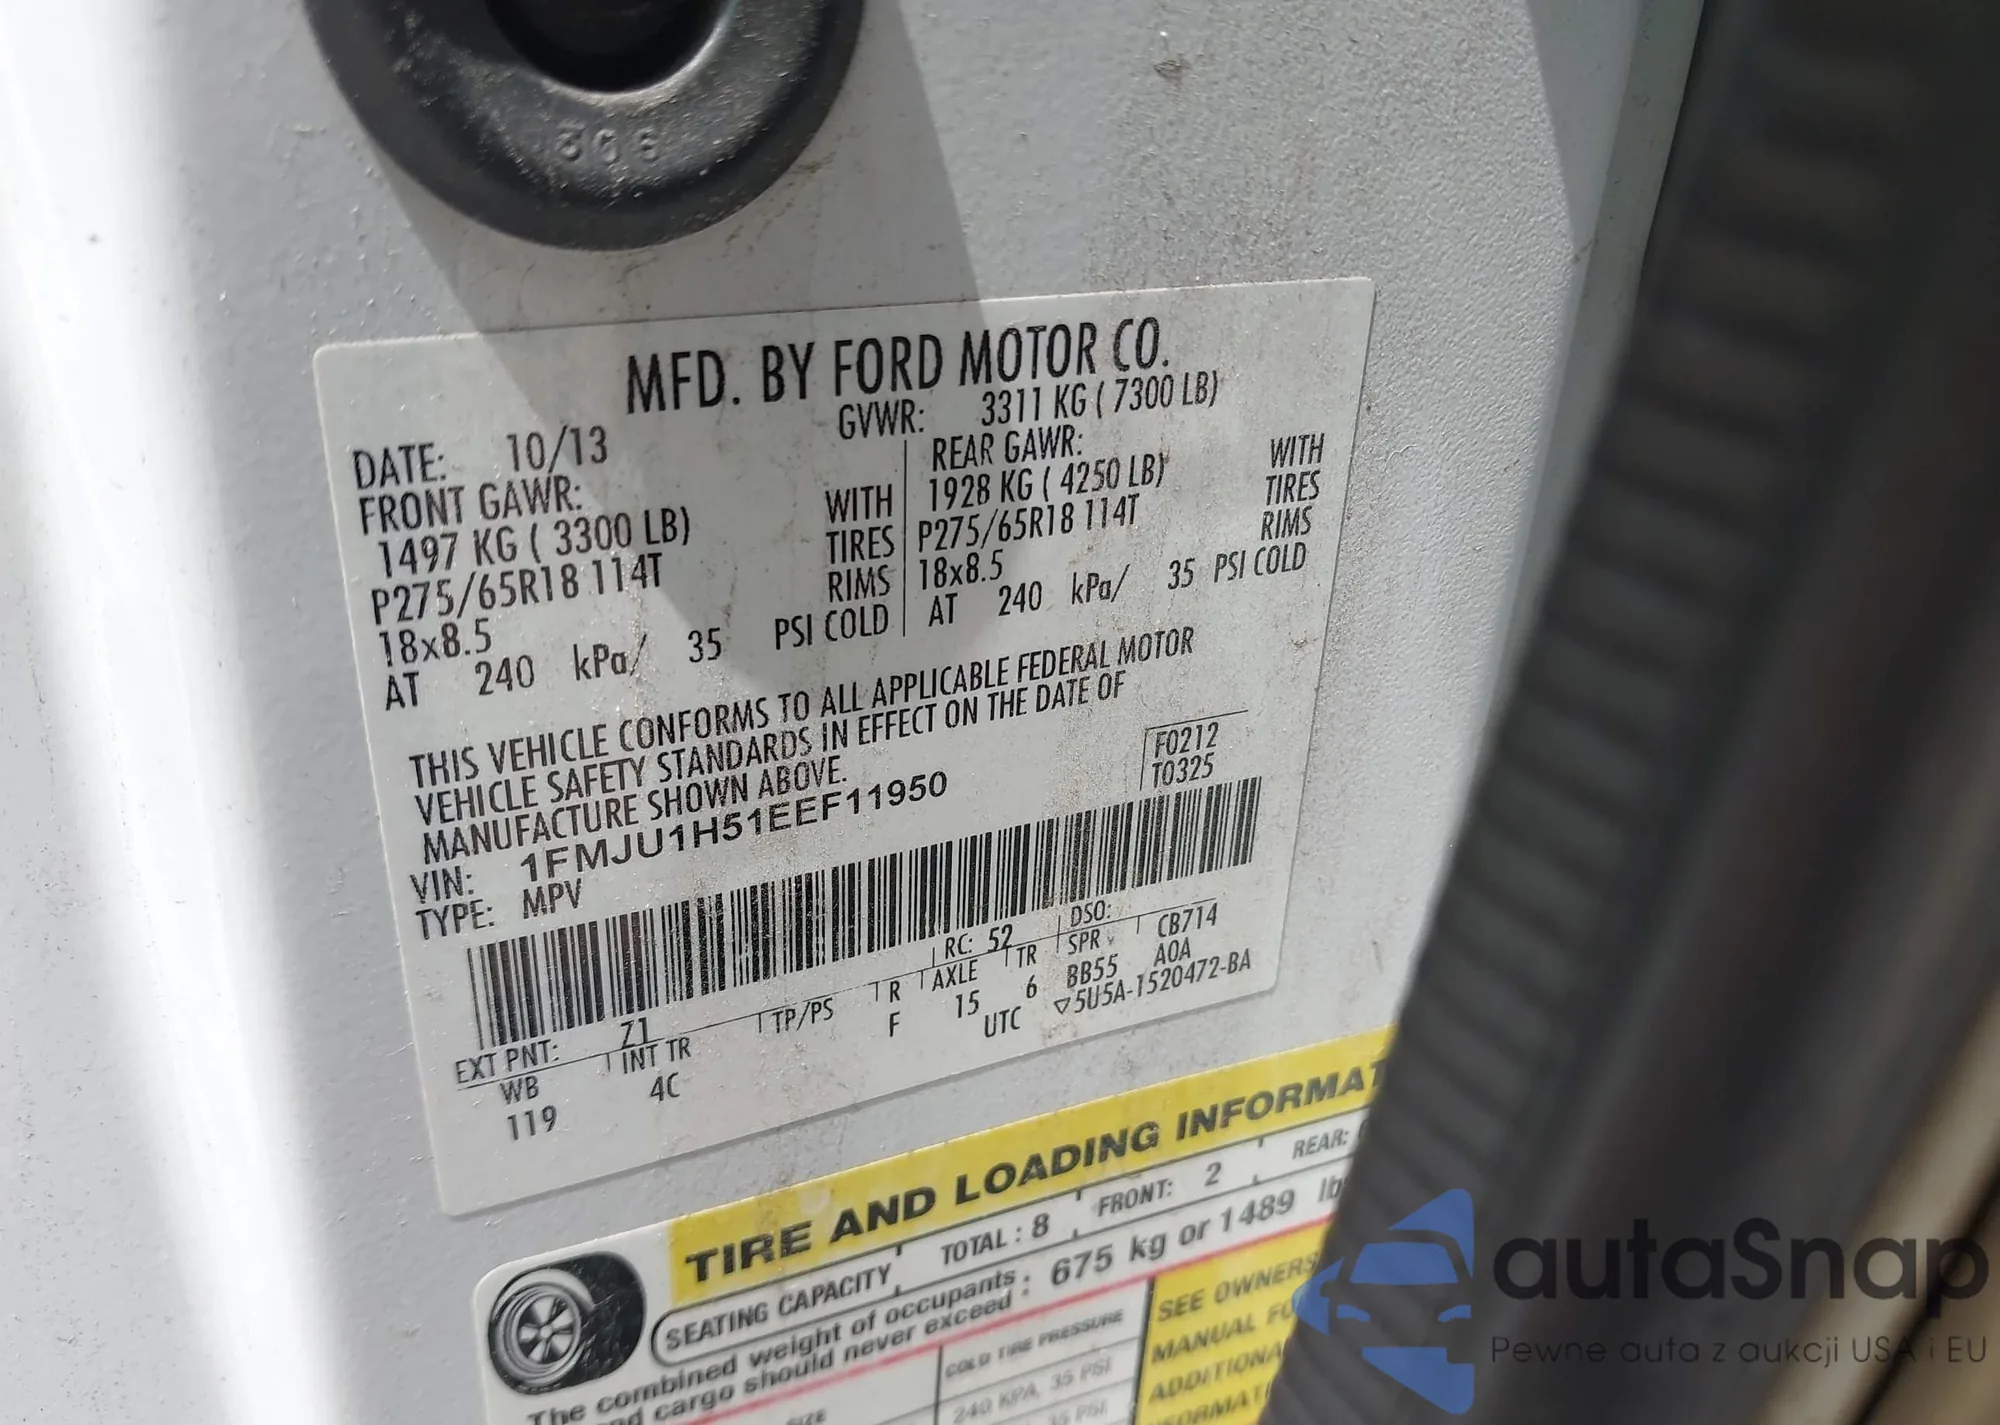 306
MFD. BY FORD MOTOR CO.
DATE: 10/13 GVWR: 3311 KG ( 7300 LB)
FRONT GAWR: REAR GAWR:
1497 KG ( 3300 LB) WITH 1928 KG ( 4250 LB) WITH
P275/65R18 114T TIRES P275/65R18 114T TIRES
18x8.5 RIMS 18x8.5 RIMS
AT 240 kPa/ 35 PSI COLD AT 240 kPa/ 35 PSI COLD
THIS VEHICLE CONFORMS TO ALL APPLICABLE FEDERAL MOTOR
VEHICLE SAFETY STANDARDS IN EFFECT ON THE DATE OF
MANUFACTURE SHOWN ABOVE.
F0212
T0325
VIN: 1FMJU1H51EEF11950
TYPE: MPV
EXT PNT: Z1 RC: 52 DSO:
WB INT TR TP/PS R AXLE TR SPR CB714
119 4C F 15 6 BB55 A0A
UTC ▽5U5A-1520472-BA
TIRE AND LOADING INFORMAT
SEATING CAPACITY TOTAL : 8 FRONT: 2 REAR:
The combined weight of occupants
and cargo should never exceed : 675 kg or 1489 lb
COLD TIRE PRESSURE
240 KPA, 35 PSI
35 PSI
SEE OWNERS
MANUAL FO
ADDITIONA
autaSnap
Pewne auta z aukcji USA i EU